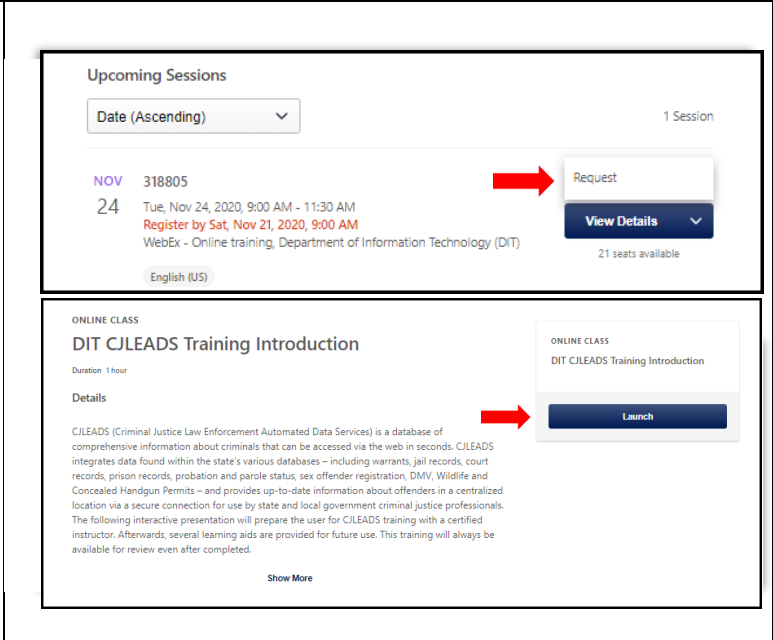 Upcoming Sessions
Date (Ascending)
1 Session
NOV
24
318805
Tue, Nov 24, 2020, 9:00 AM - 11:30 AM
Register by Sat, Nov 21, 2020, 9:00 AM
WebEx - Online training, Department of Information Technology (DIT)
English (US)
Request
View Details
21 seats available
ONLINE CLASS
DIT CJLEADS Training Introduction
Duration 1 hour
Details
CJLEADS (Criminal Justice Law Enforcement Automated Data Services) is a database of
comprehensive information about criminals that can be accessed via the web in seconds. CJLEADS
integrates data found within the state's various databases – including warrants, jail records, court
records, prison records, probation and parole status, sex offender registration, DMV, Wildlife and
Concealed Handgun Permits – and provides up-to-date information about offenders in a centralized
location via a secure connection for use by state and local government criminal justice professionals.
The following interactive presentation will prepare the user for CJLEADS training with a certified
instructor. Afterwards, several learning aids are provided for future use. This training will always be
available for review even after completed.
Show More
ONLINE CLASS
DIT CJLEADS Training Introduction
Launch